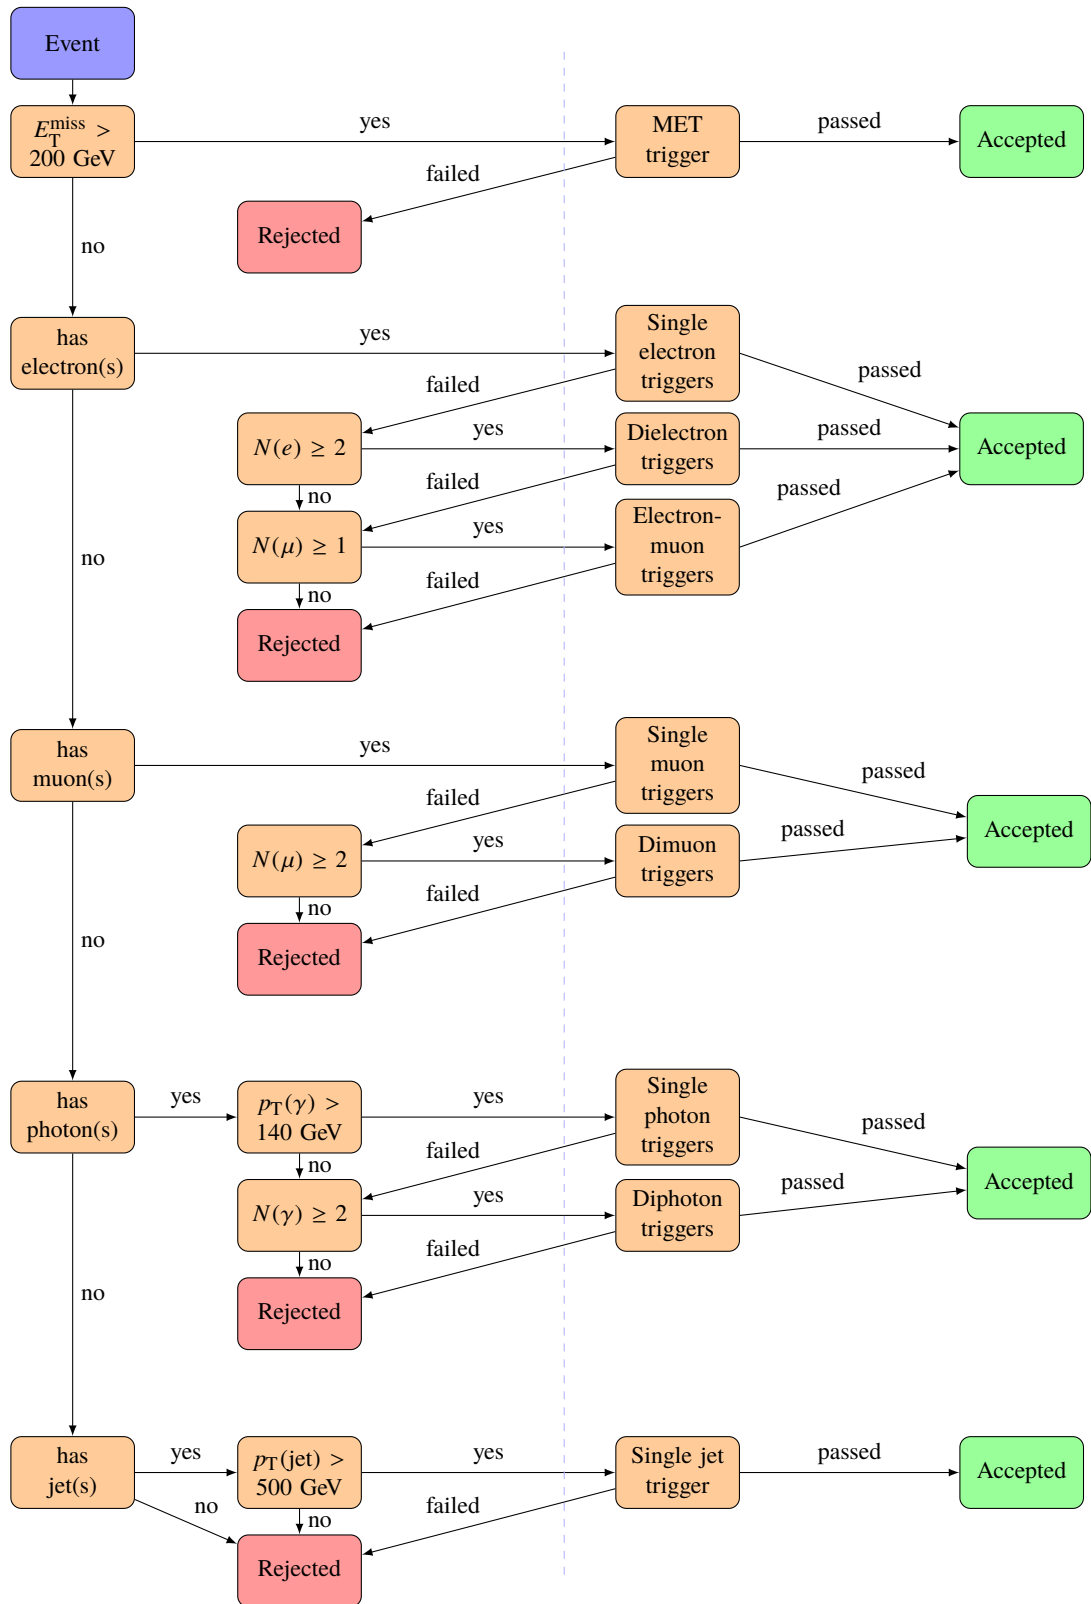 Event
E_T^miss >
200 GeV
yes
MET
trigger
passed
Accepted
failed
Rejected
no
has
electron(s)
yes
Single
electron
triggers
passed
failed
N(e) ≥ 2
yes
Dielectron
triggers
passed
Accepted
no
failed
N(μ) ≥ 1
yes
Electron-
muon
triggers
passed
no
failed
Rejected
no
has
muon(s)
yes
Single
muon
triggers
passed
failed
Accepted
N(μ) ≥ 2
yes
Dimuon
triggers
passed
no
failed
Rejected
no
has
photon(s)
yes
p_T(γ) >
140 GeV
yes
Single
photon
triggers
passed
no
failed
Accepted
N(γ) ≥ 2
yes
Diphoton
triggers
passed
no
failed
Rejected
no
has
jet(s)
yes
p_T(jet) >
500 GeV
yes
Single jet
trigger
passed
Accepted
no
no
failed
Rejected